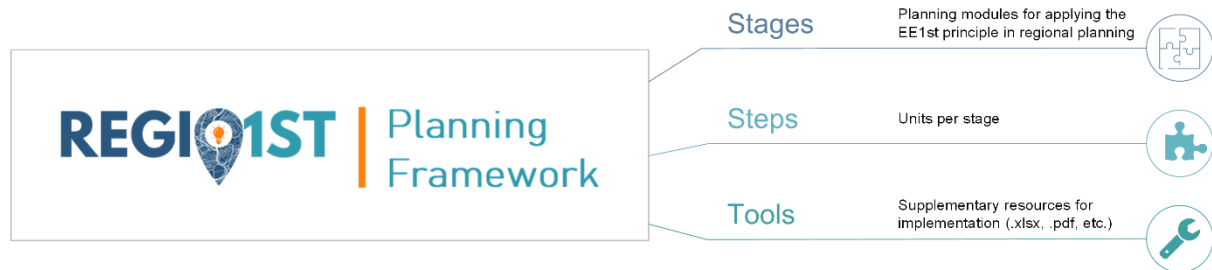 REGIO1ST
Planning
Framework
Stages
Planning modules for applying the
EE1st principle in regional planning
Steps
Units per stage
Tools
Supplementary resources for
implementation (.xlsx, .pdf, etc.)